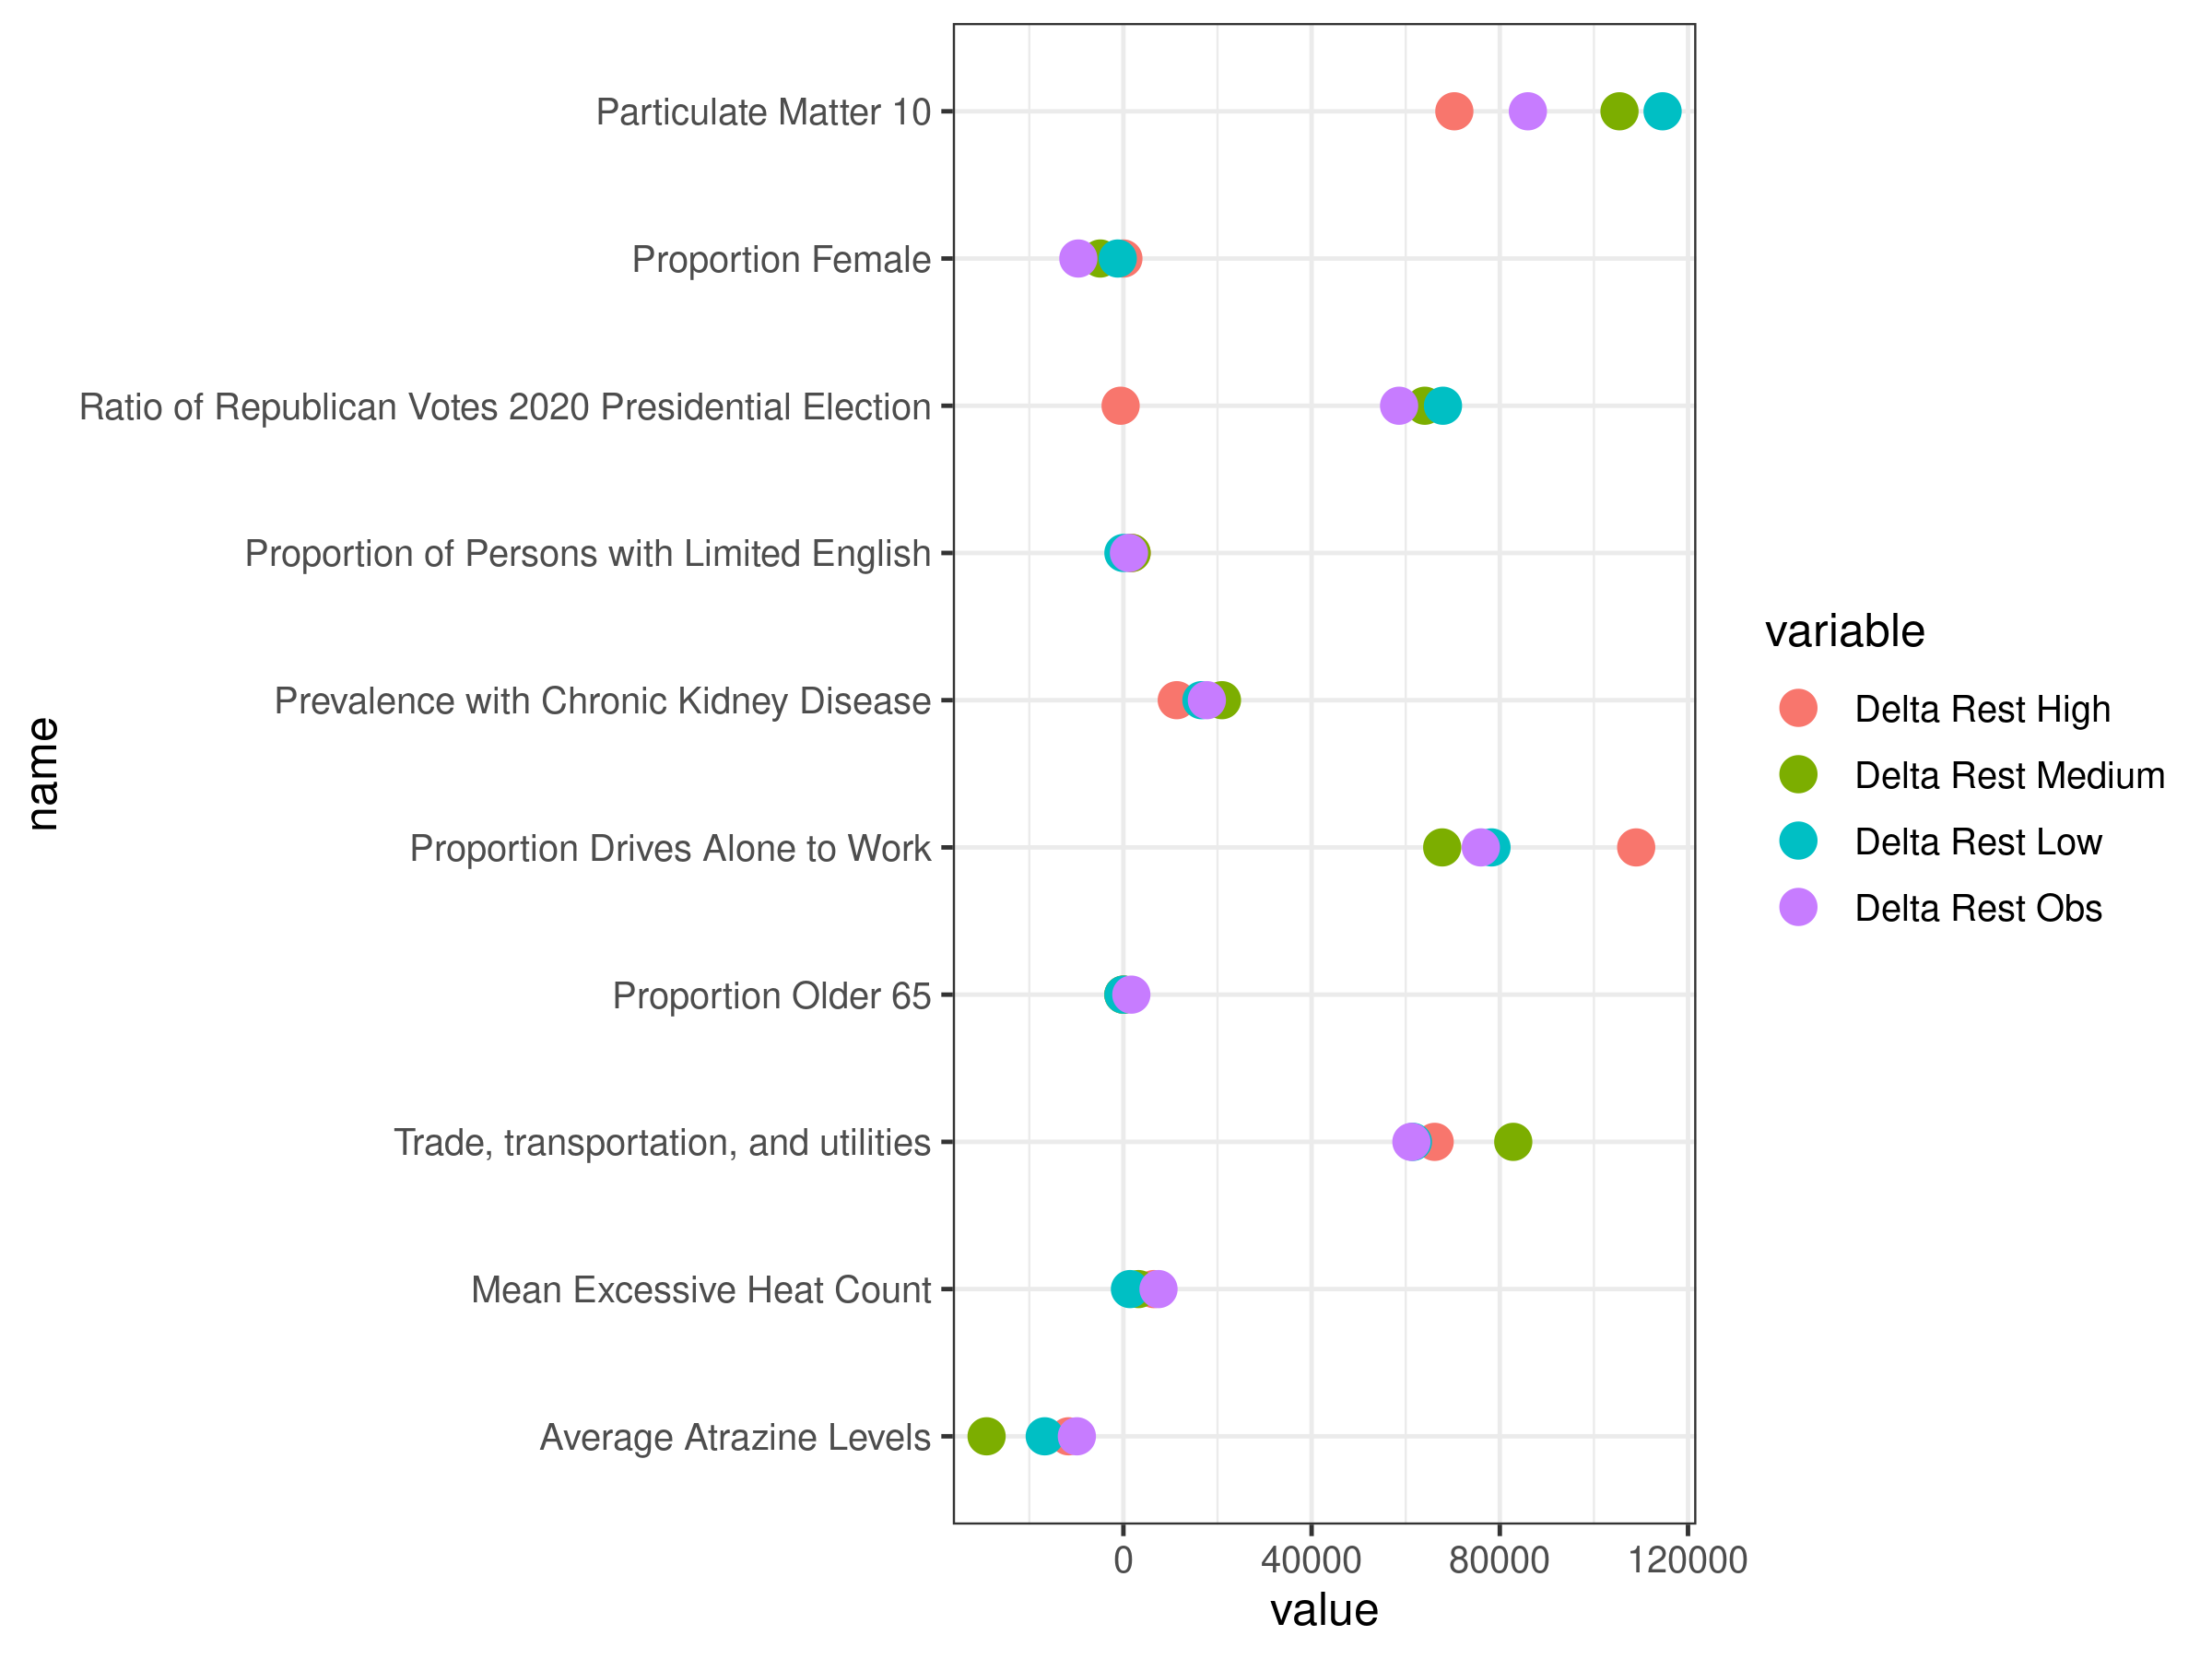 Particulate Matter 10
Proportion Female
Ratio of Republican Votes 2020 Presidential Election
Proportion of Persons with Limited English
Prevalence with Chronic Kidney Disease
Proportion Drives Alone to Work
Proportion Older 65
Trade, transportation, and utilities
Mean Excessive Heat Count
Average Atrazine Levels
name
0 40000 80000 120000
value
variable
Delta Rest High
Delta Rest Medium
Delta Rest Low
Delta Rest Obs